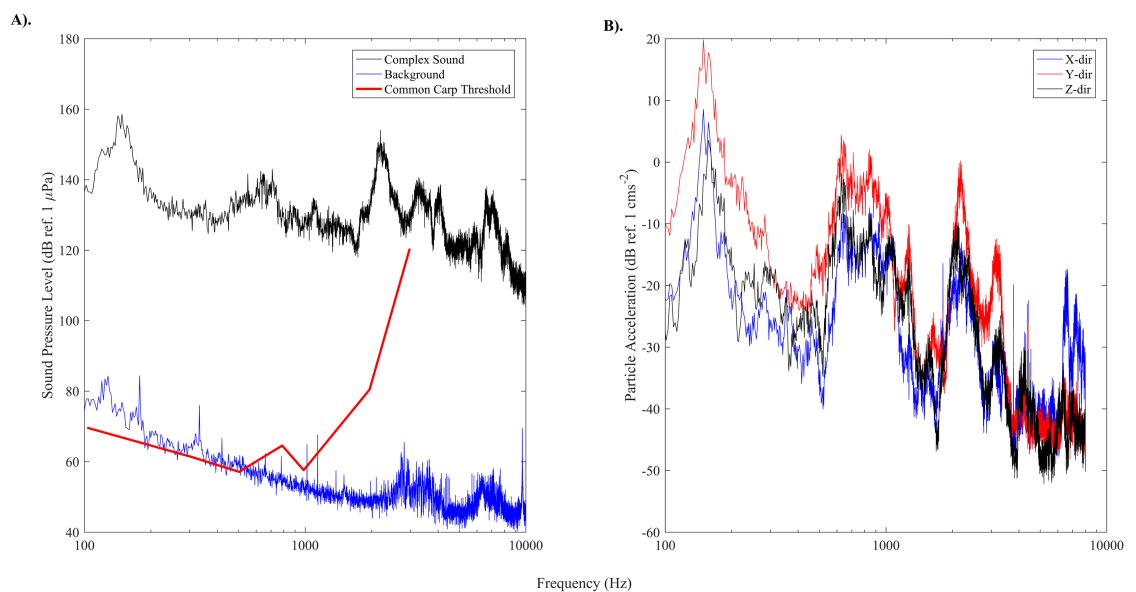 A).
180
160
140
120
100
80
60
40
100
1000
10000
Sound Pressure Level (dB ref. 1 μPa)
Complex Sound
Background
Common Carp Threshold
B).
20
10
0
-10
-20
-30
-40
-50
-60
100
1000
10000
Particle Acceleration (dB ref. 1 cms-2)
X-dir
Y-dir
Z-dir
Frequency (Hz)